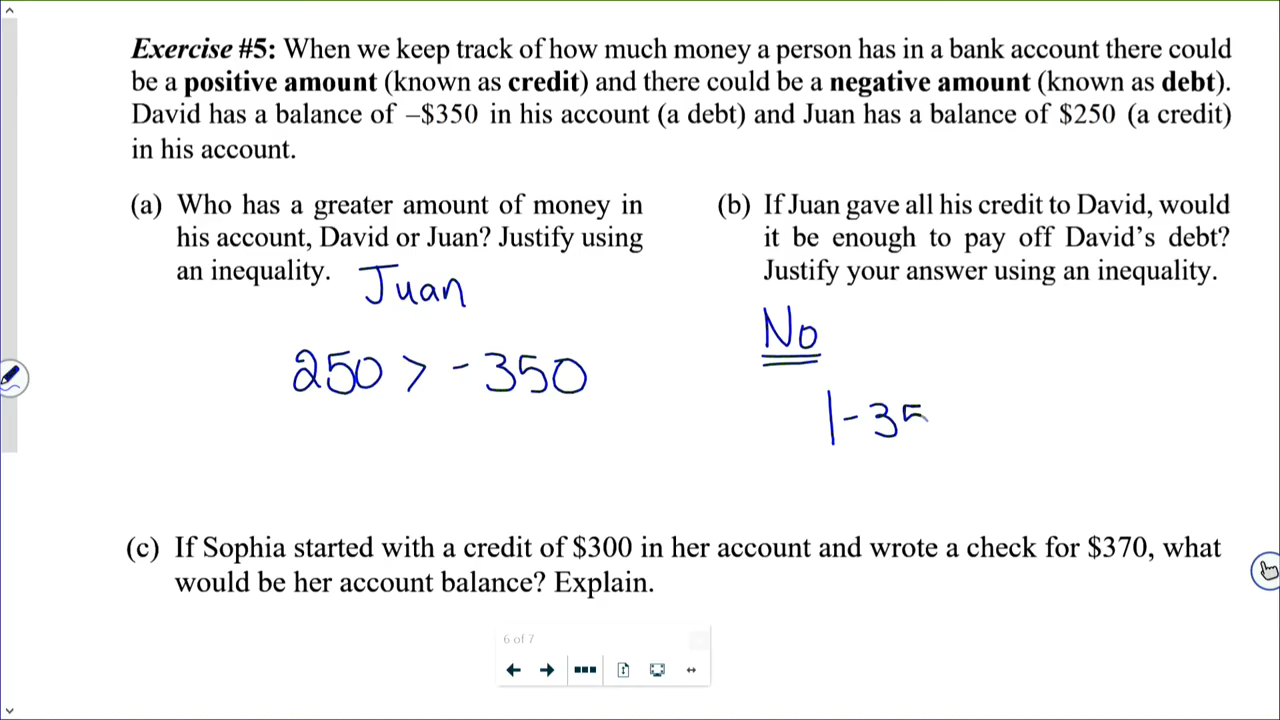 Exercise #5: When we keep track of how much money a person has in a bank account there could
be a positive amount (known as credit) and there could be a negative amount (known as debt).
David has a balance of –$350 in his account (a debt) and Juan has a balance of $250 (a credit)
in his account.
(a) Who has a greater amount of money in
his account, David or Juan? Justify using
an inequality.
Juan
250 > -350
(b) If Juan gave all his credit to David, would
it be enough to pay off David's debt?
Justify your answer using an inequality.
No
|-35
(c) If Sophia started with a credit of $300 in her account and wrote a check for $370, what
would be her account balance? Explain.
6 of 7